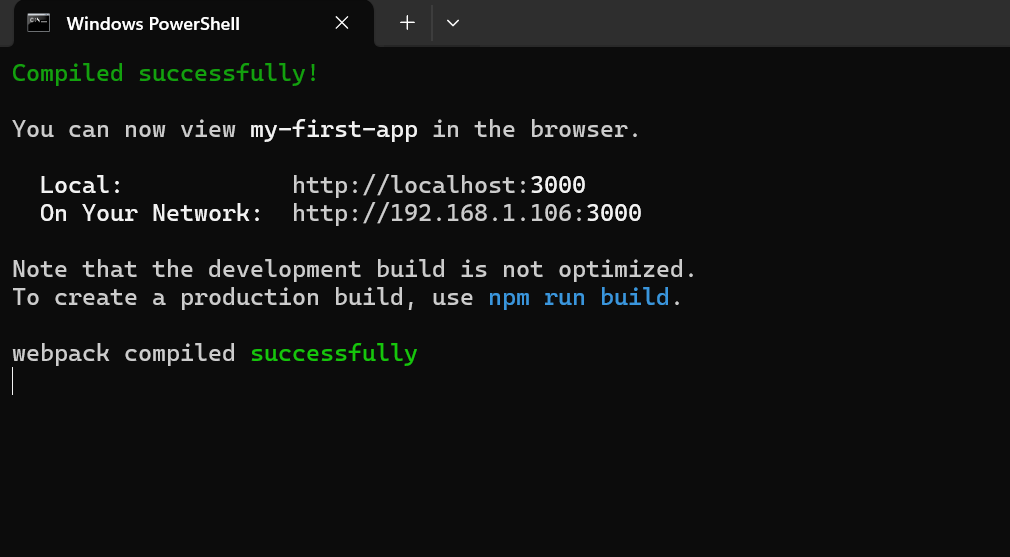 Windows PowerShell
Compiled successfully!
You can now view my-first-app in the browser.
Local: http://localhost:3000
On Your Network: http://192.168.1.106:3000
Note that the development build is not optimized.
To create a production build, use npm run build.
webpack compiled successfully